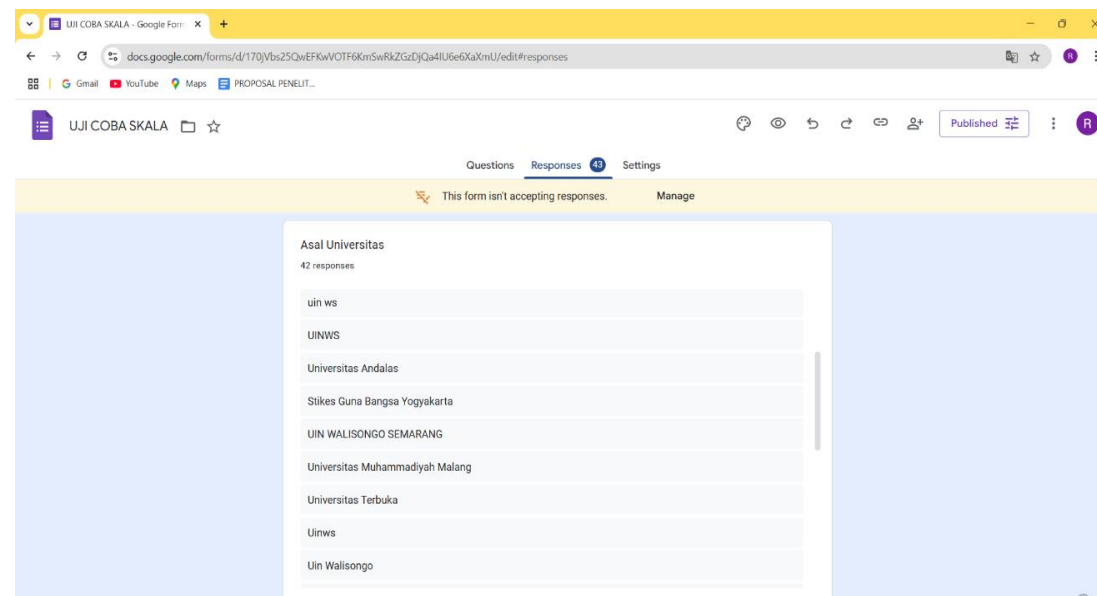 UJI COBA SKALA - Google Form
docs.google.com/forms/d/170jVbs25QwEFKwVOTF6KmSwRkZGzDjQa4IU6e6XaXmU/edit#responses
R
Gmail YouTube Maps PROPOSAL PENELIT...
UJI COBA SKALA
Published
R
Questions Responses 43 Settings
This form isn't accepting responses. Manage
Asal Universitas
42 responses
uin ws
UINWS
Universitas Andalas
Stikes Guna Bangsa Yogyakarta
UIN WALISONGO SEMARANG
Universitas Muhammadiyah Malang
Universitas Terbuka
Uinws
Uin Walisongo